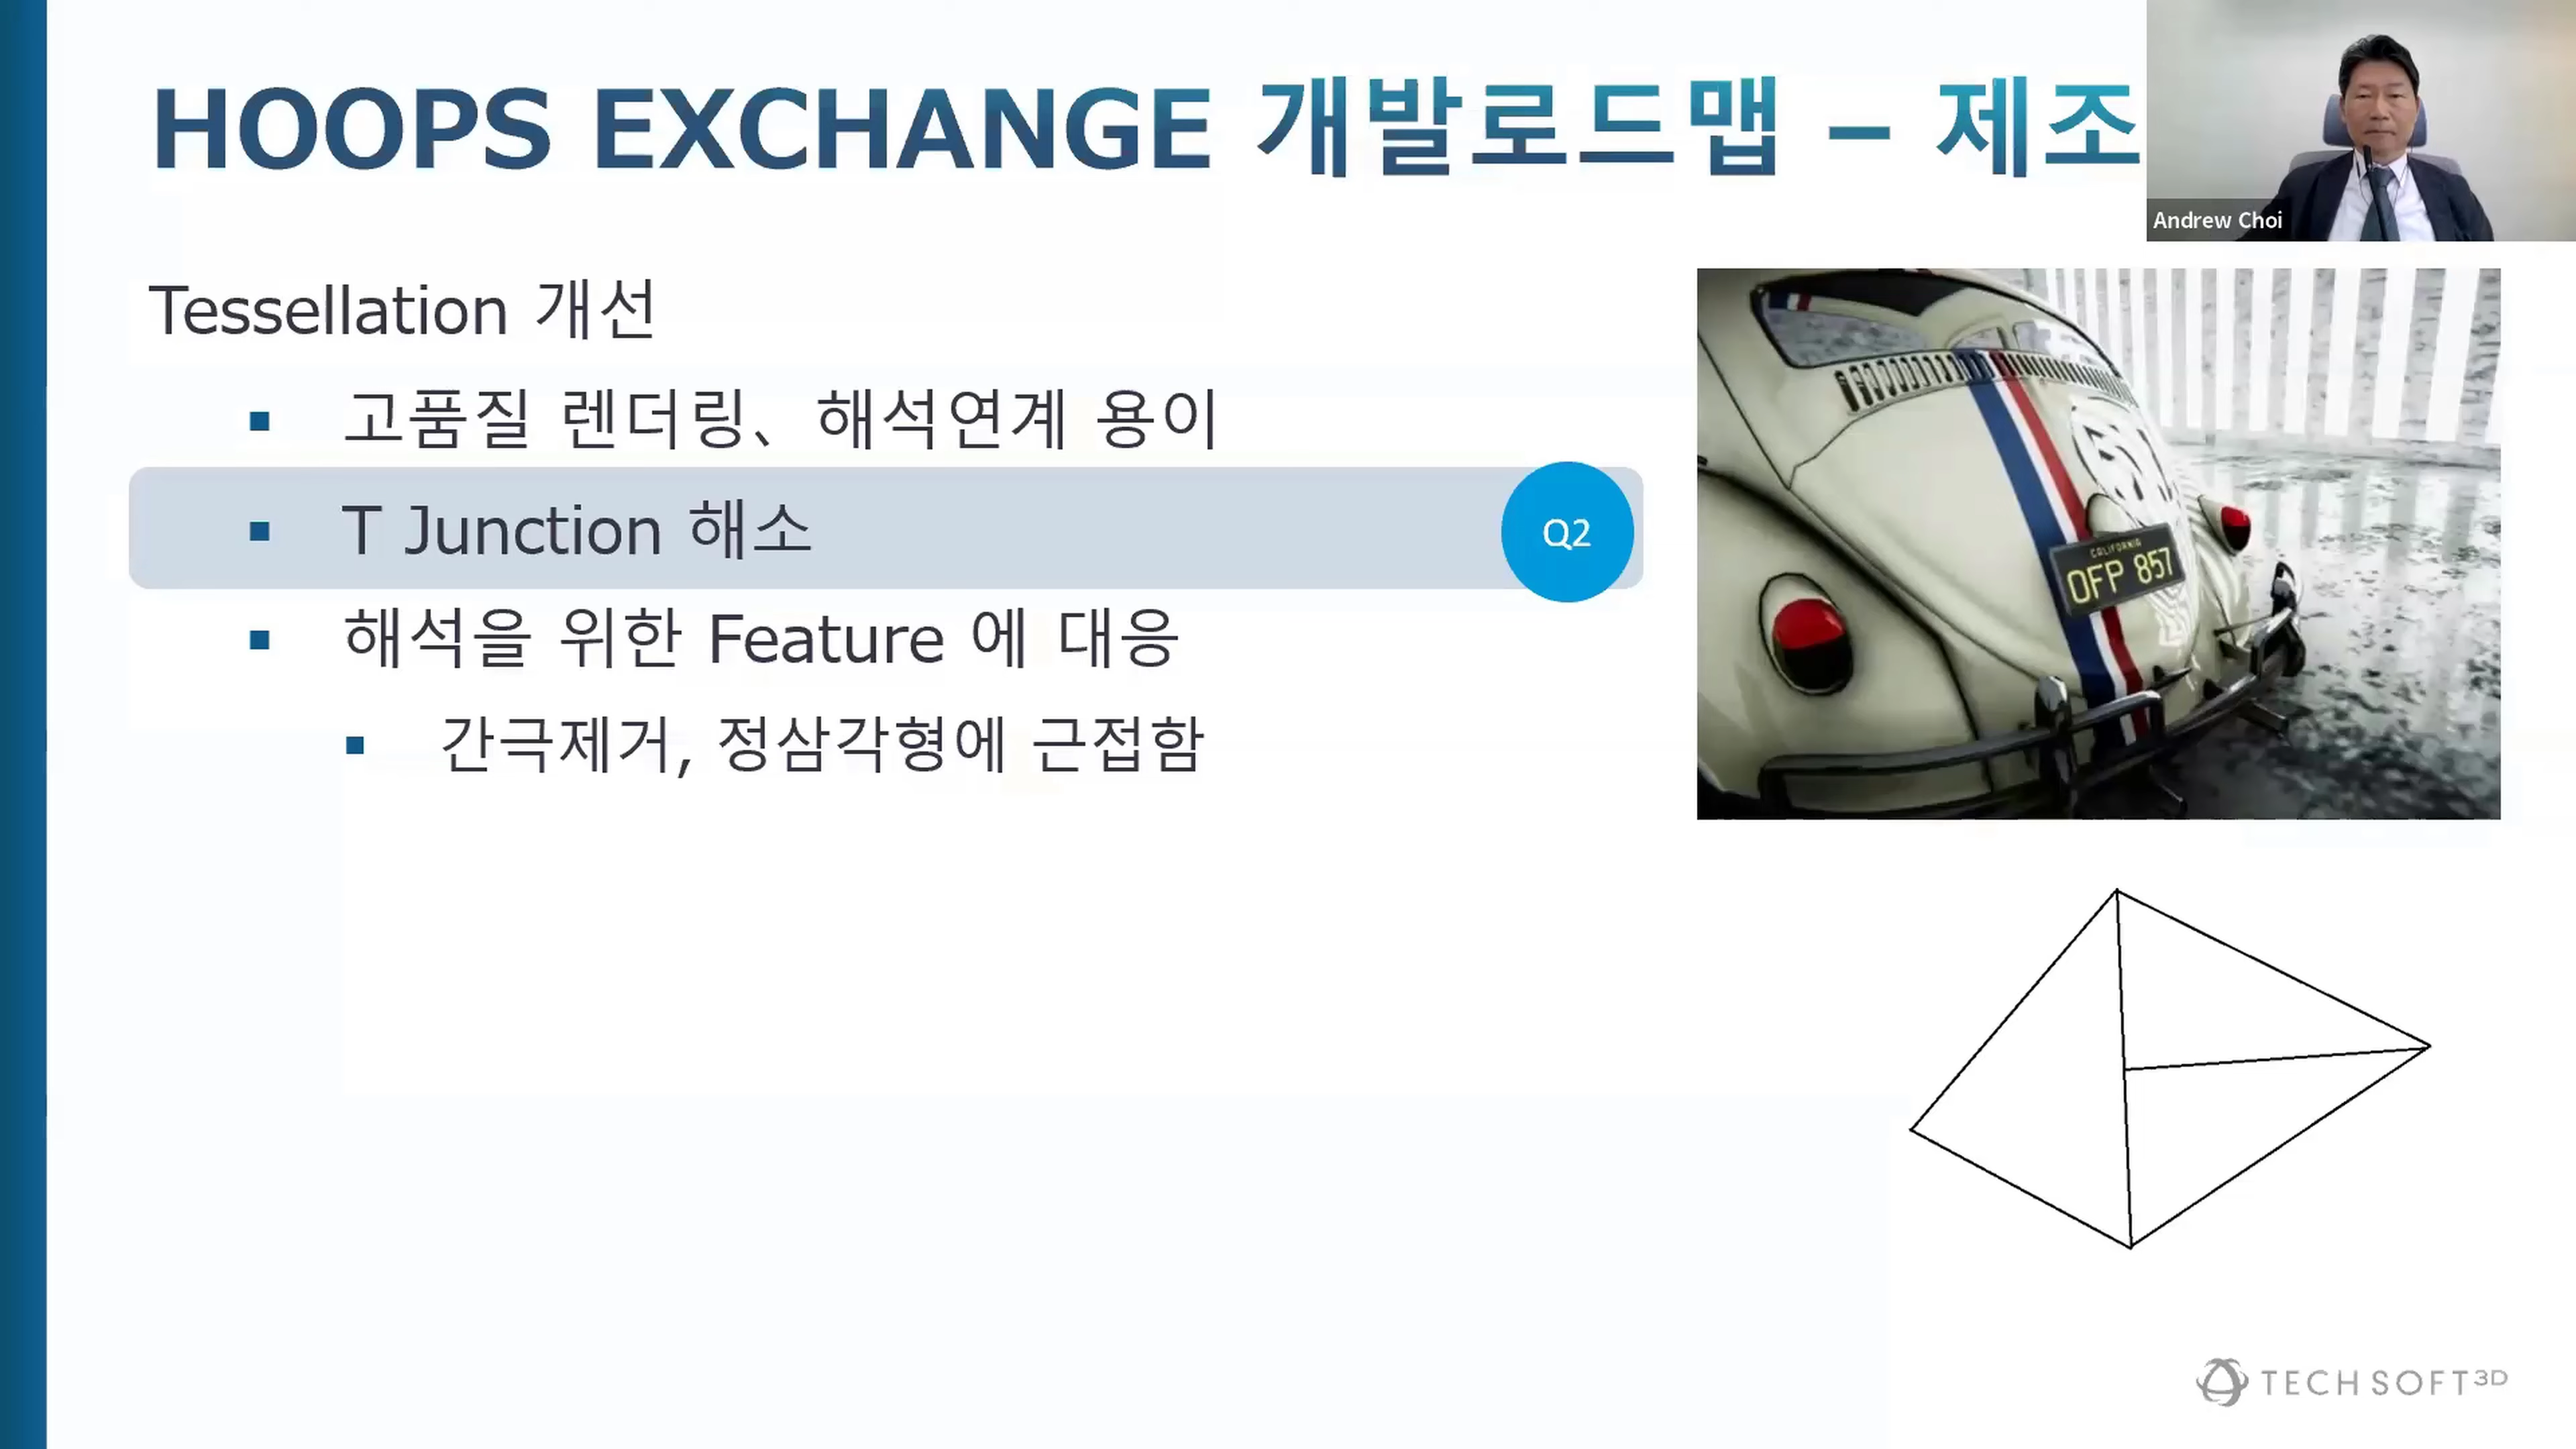 HOOPS EXCHANGE 개발로드맵 – 제조
Andrew Choi
Tessellation 개선
▪ 고품질 렌더링、해석연계 용이
▪ T Junction 해소
Q2
▪ 해석을 위한 Feature 에 대응
▪ 간극제거, 정삼각형에 근접함
CALIFORNIA
OFP 857
TECH SOFT 3D